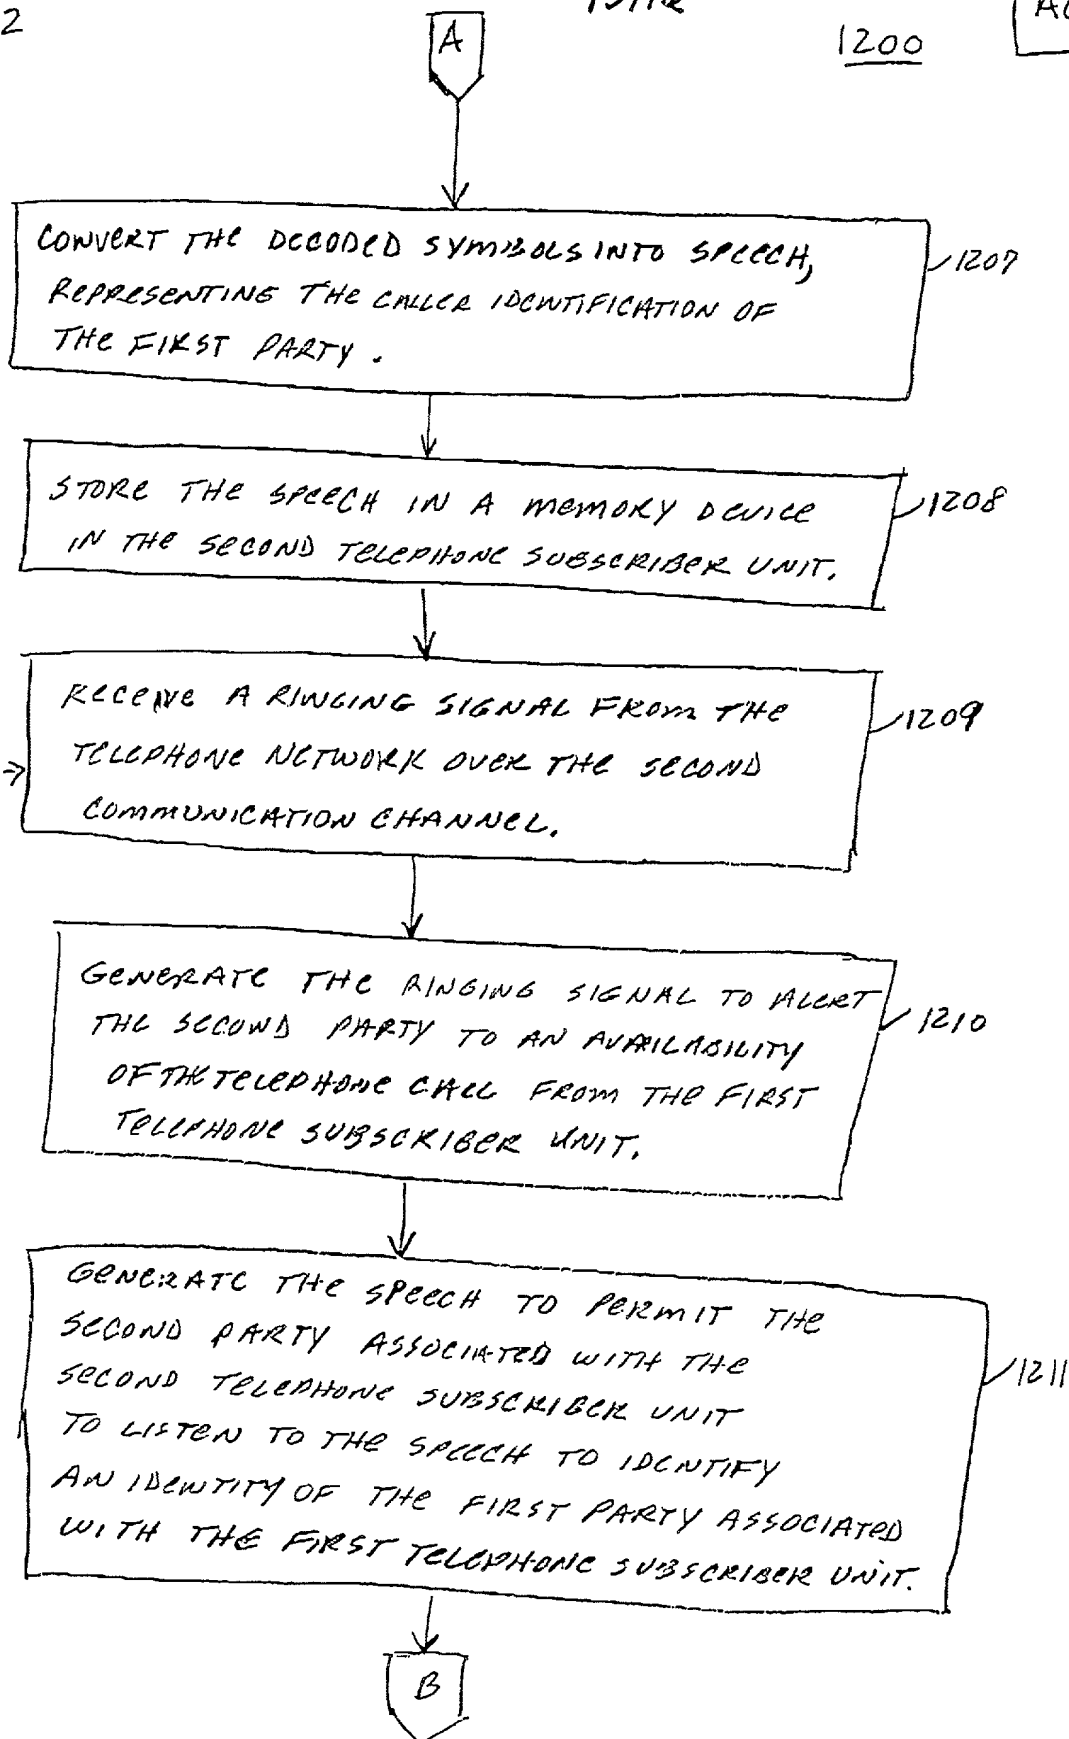 2
A
1200
CONVERT THE DECODED SYMBOLS INTO SPEECH,
REPRESENTING THE CALLER IDENTIFICATION OF
THE FIRST PARTY.
1207
STORE THE SPEECH IN A MEMORY DEVICE
IN THE SECOND TELEPHONE SUBSCRIBER UNIT.
1208
RECEIVE A RINGING SIGNAL FROM THE
TELEPHONE NETWORK OVER THE SECOND
COMMUNICATION CHANNEL.
1209
GENERATE THE RINGING SIGNAL TO ALERT
THE SECOND PARTY TO AN AVAILABILITY
OF THE TELEPHONE CALL FROM THE FIRST
TELEPHONE SUBSCRIBER UNIT.
1210
GENERATE THE SPEECH TO PERMIT THE
SECOND PARTY ASSOCIATED WITH THE
SECOND TELEPHONE SUBSCRIBER UNIT
TO LISTEN TO THE SPEECH TO IDENTIFY
AN IDENTITY OF THE FIRST PARTY ASSOCIATED
WITH THE FIRST TELEPHONE SUBSCRIBER UNIT.
1211
B